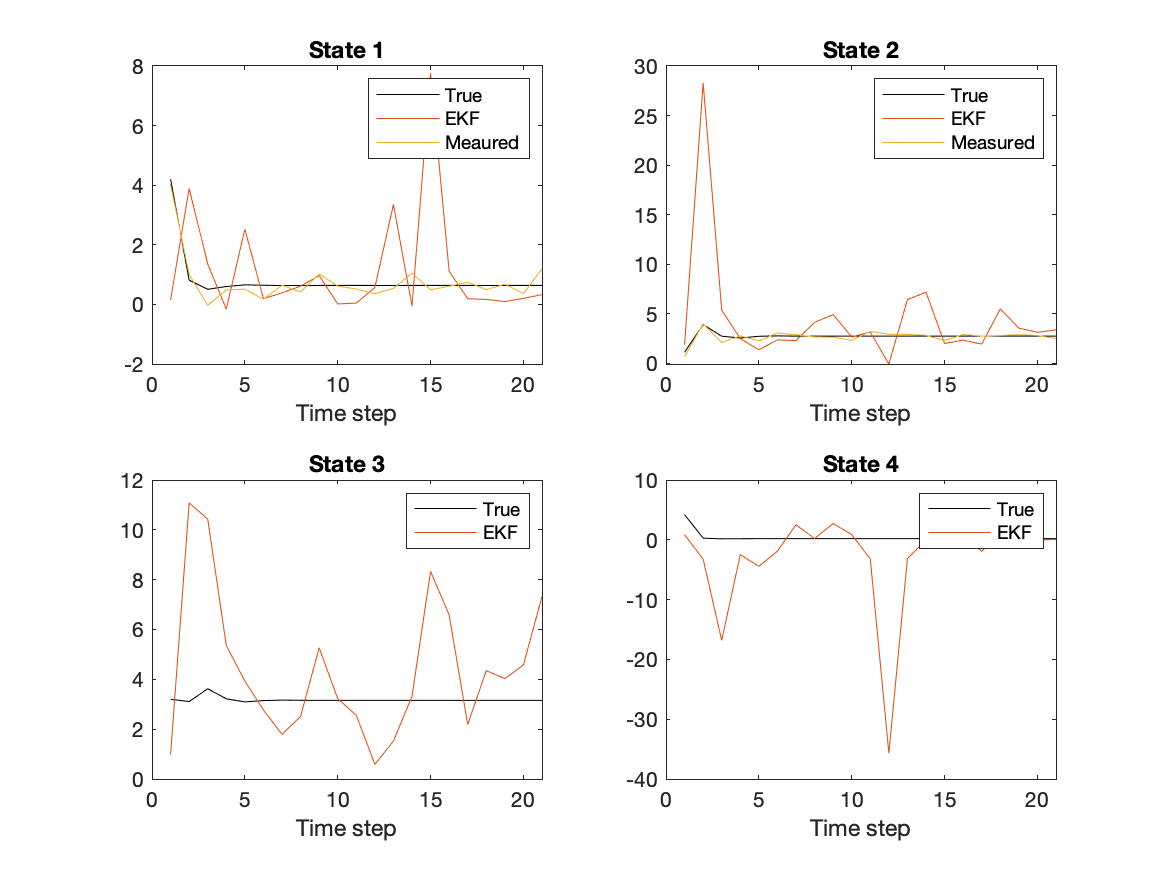 State 1
8
6
4
2
0
-2
0 5 10 15 20
Time step
True
EKF
Meaured
State 2
30
25
20
15
10
5
0
0 5 10 15 20
Time step
True
EKF
Measured
State 3
12
10
8
6
4
2
0
0 5 10 15 20
Time step
True
EKF
State 4
10
0
-10
-20
-30
-40
0 5 10 15 20
Time step
True
EKF